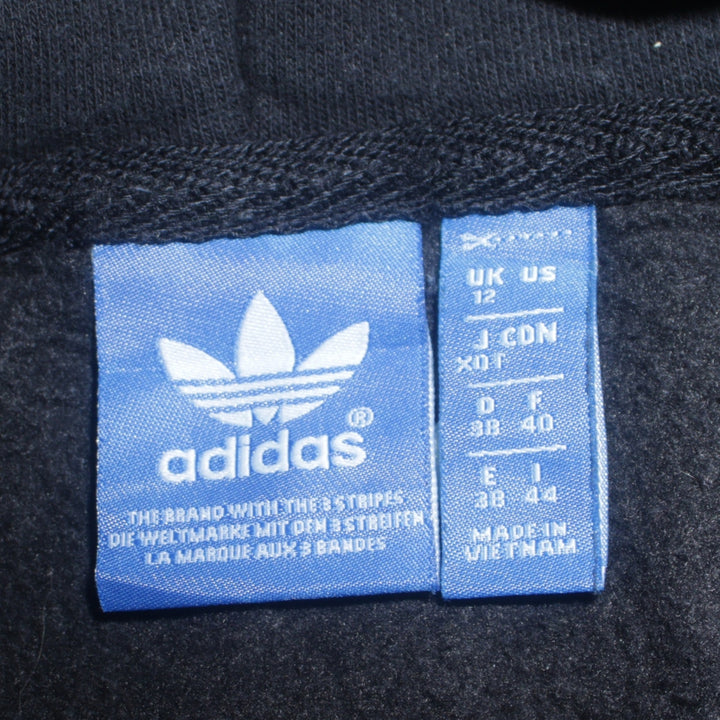 adidas®
THE BRAND WITH THE 3 STRIPES
DIE WELTMARKE MIT DEN 3 STREIFEN
LA MARQUE AUX 3 BANDES
UK US
12
J CDN
D F
38 40
E I
38 44
MADE IN
VIETNAM